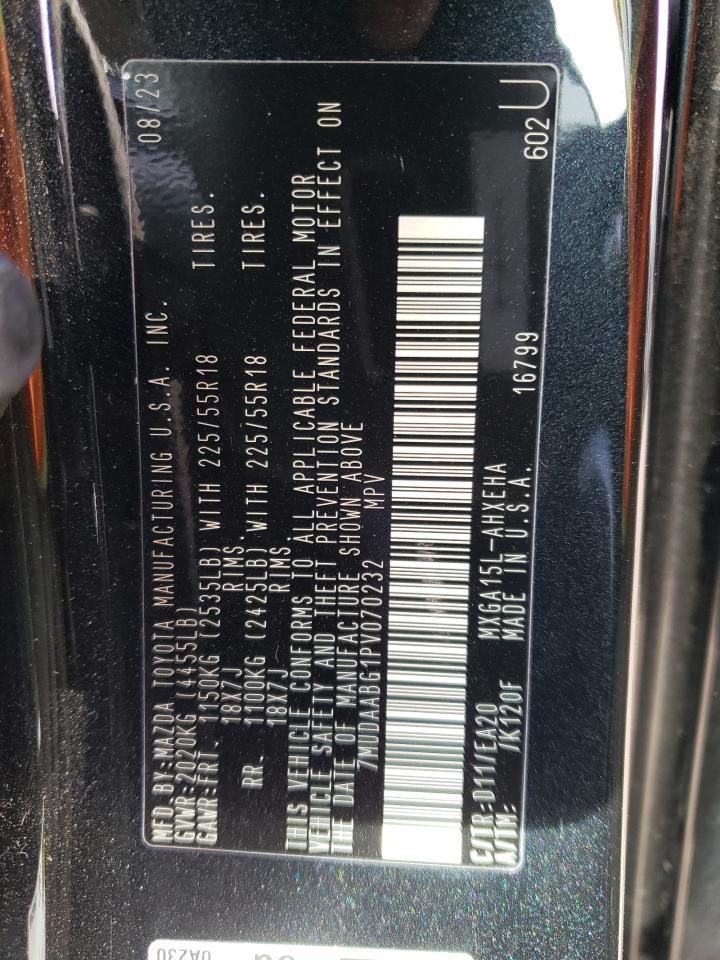 MFD.BY:MAZDA TOYOTA MANUFACTURING U.S.A. INC. 08/23
GVWR:2020KG (4455LB)
GAWR:FRT. 1150KG (2535LB) WITH 225/55R18 TIRES.
18X7J RIMS.
RR. 1100KG (2425LB) WITH 225/55R18 TIRES.
18X7J RIMS.
THIS VEHICLE CONFORMS TO ALL APPLICABLE FEDERAL MOTOR
VEHICLE SAFETY AND THEFT PREVENTION STANDARDS IN EFFECT ON
THE DATE OF MANUFACTURE SHOWN ABOVE
7MUDAABG1PV070232 MPV
C/TR:D11/EA20 MXGA15L-AHXEHA 16799 602 U
A/TM: /K120F MADE IN U.S.A.
0A230